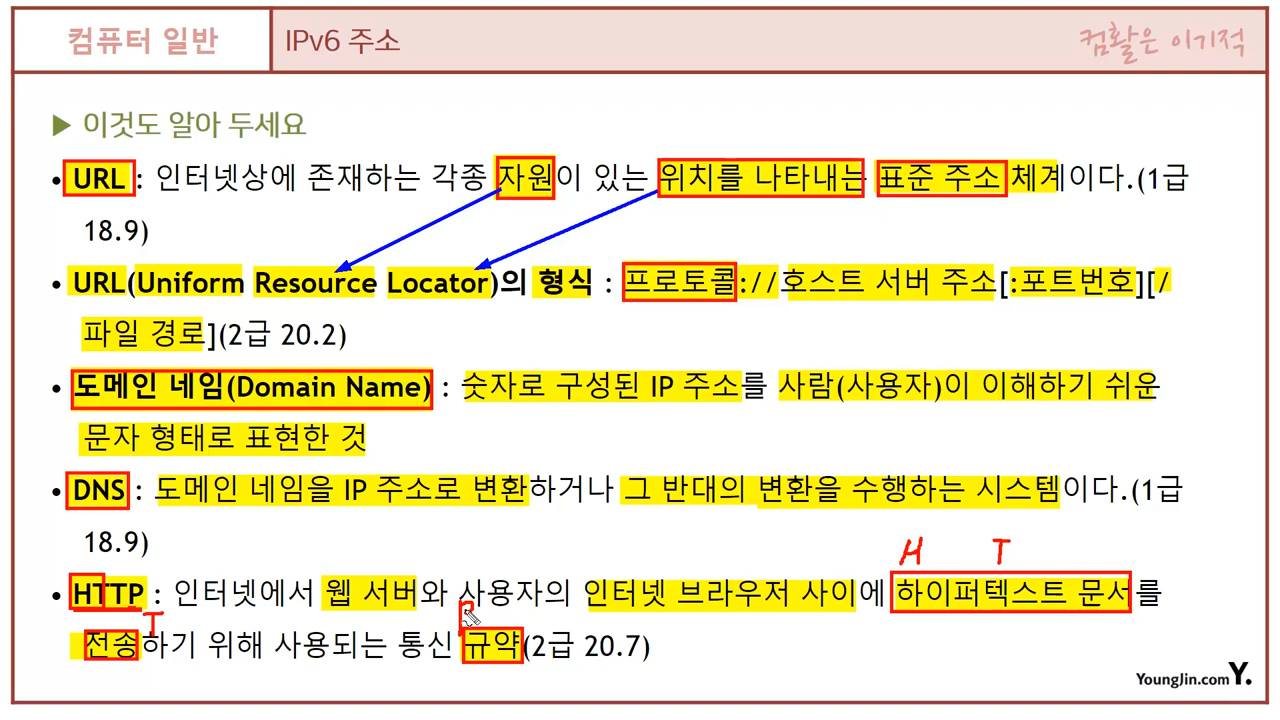 컴퓨터 일반
IPv6 주소
컴활은 이기적
▶ 이것도 알아 두세요
• URL : 인터넷상에 존재하는 각종 자원이 있는 위치를 나타내는 표준 주소 체계이다.(1급
18.9)
• URL(Uniform Resource Locator)의 형식 : 프로토콜://호스트 서버 주소[:포트번호][/
파일 경로](2급 20.2)
• 도메인 네임(Domain Name) : 숫자로 구성된 IP 주소를 사람(사용자)이 이해하기 쉬운
문자 형태로 표현한 것
• DNS : 도메인 네임을 IP 주소로 변환하거나 그 반대의 변환을 수행하는 시스템이다.(1급
18.9)
H T
• HTTP : 인터넷에서 웹 서버와 사용자의 인터넷 브라우저 사이에 하이퍼텍스트 문서를
T P
전송하기 위해 사용되는 통신 규약(2급 20.7)
YoungJin.com Y.